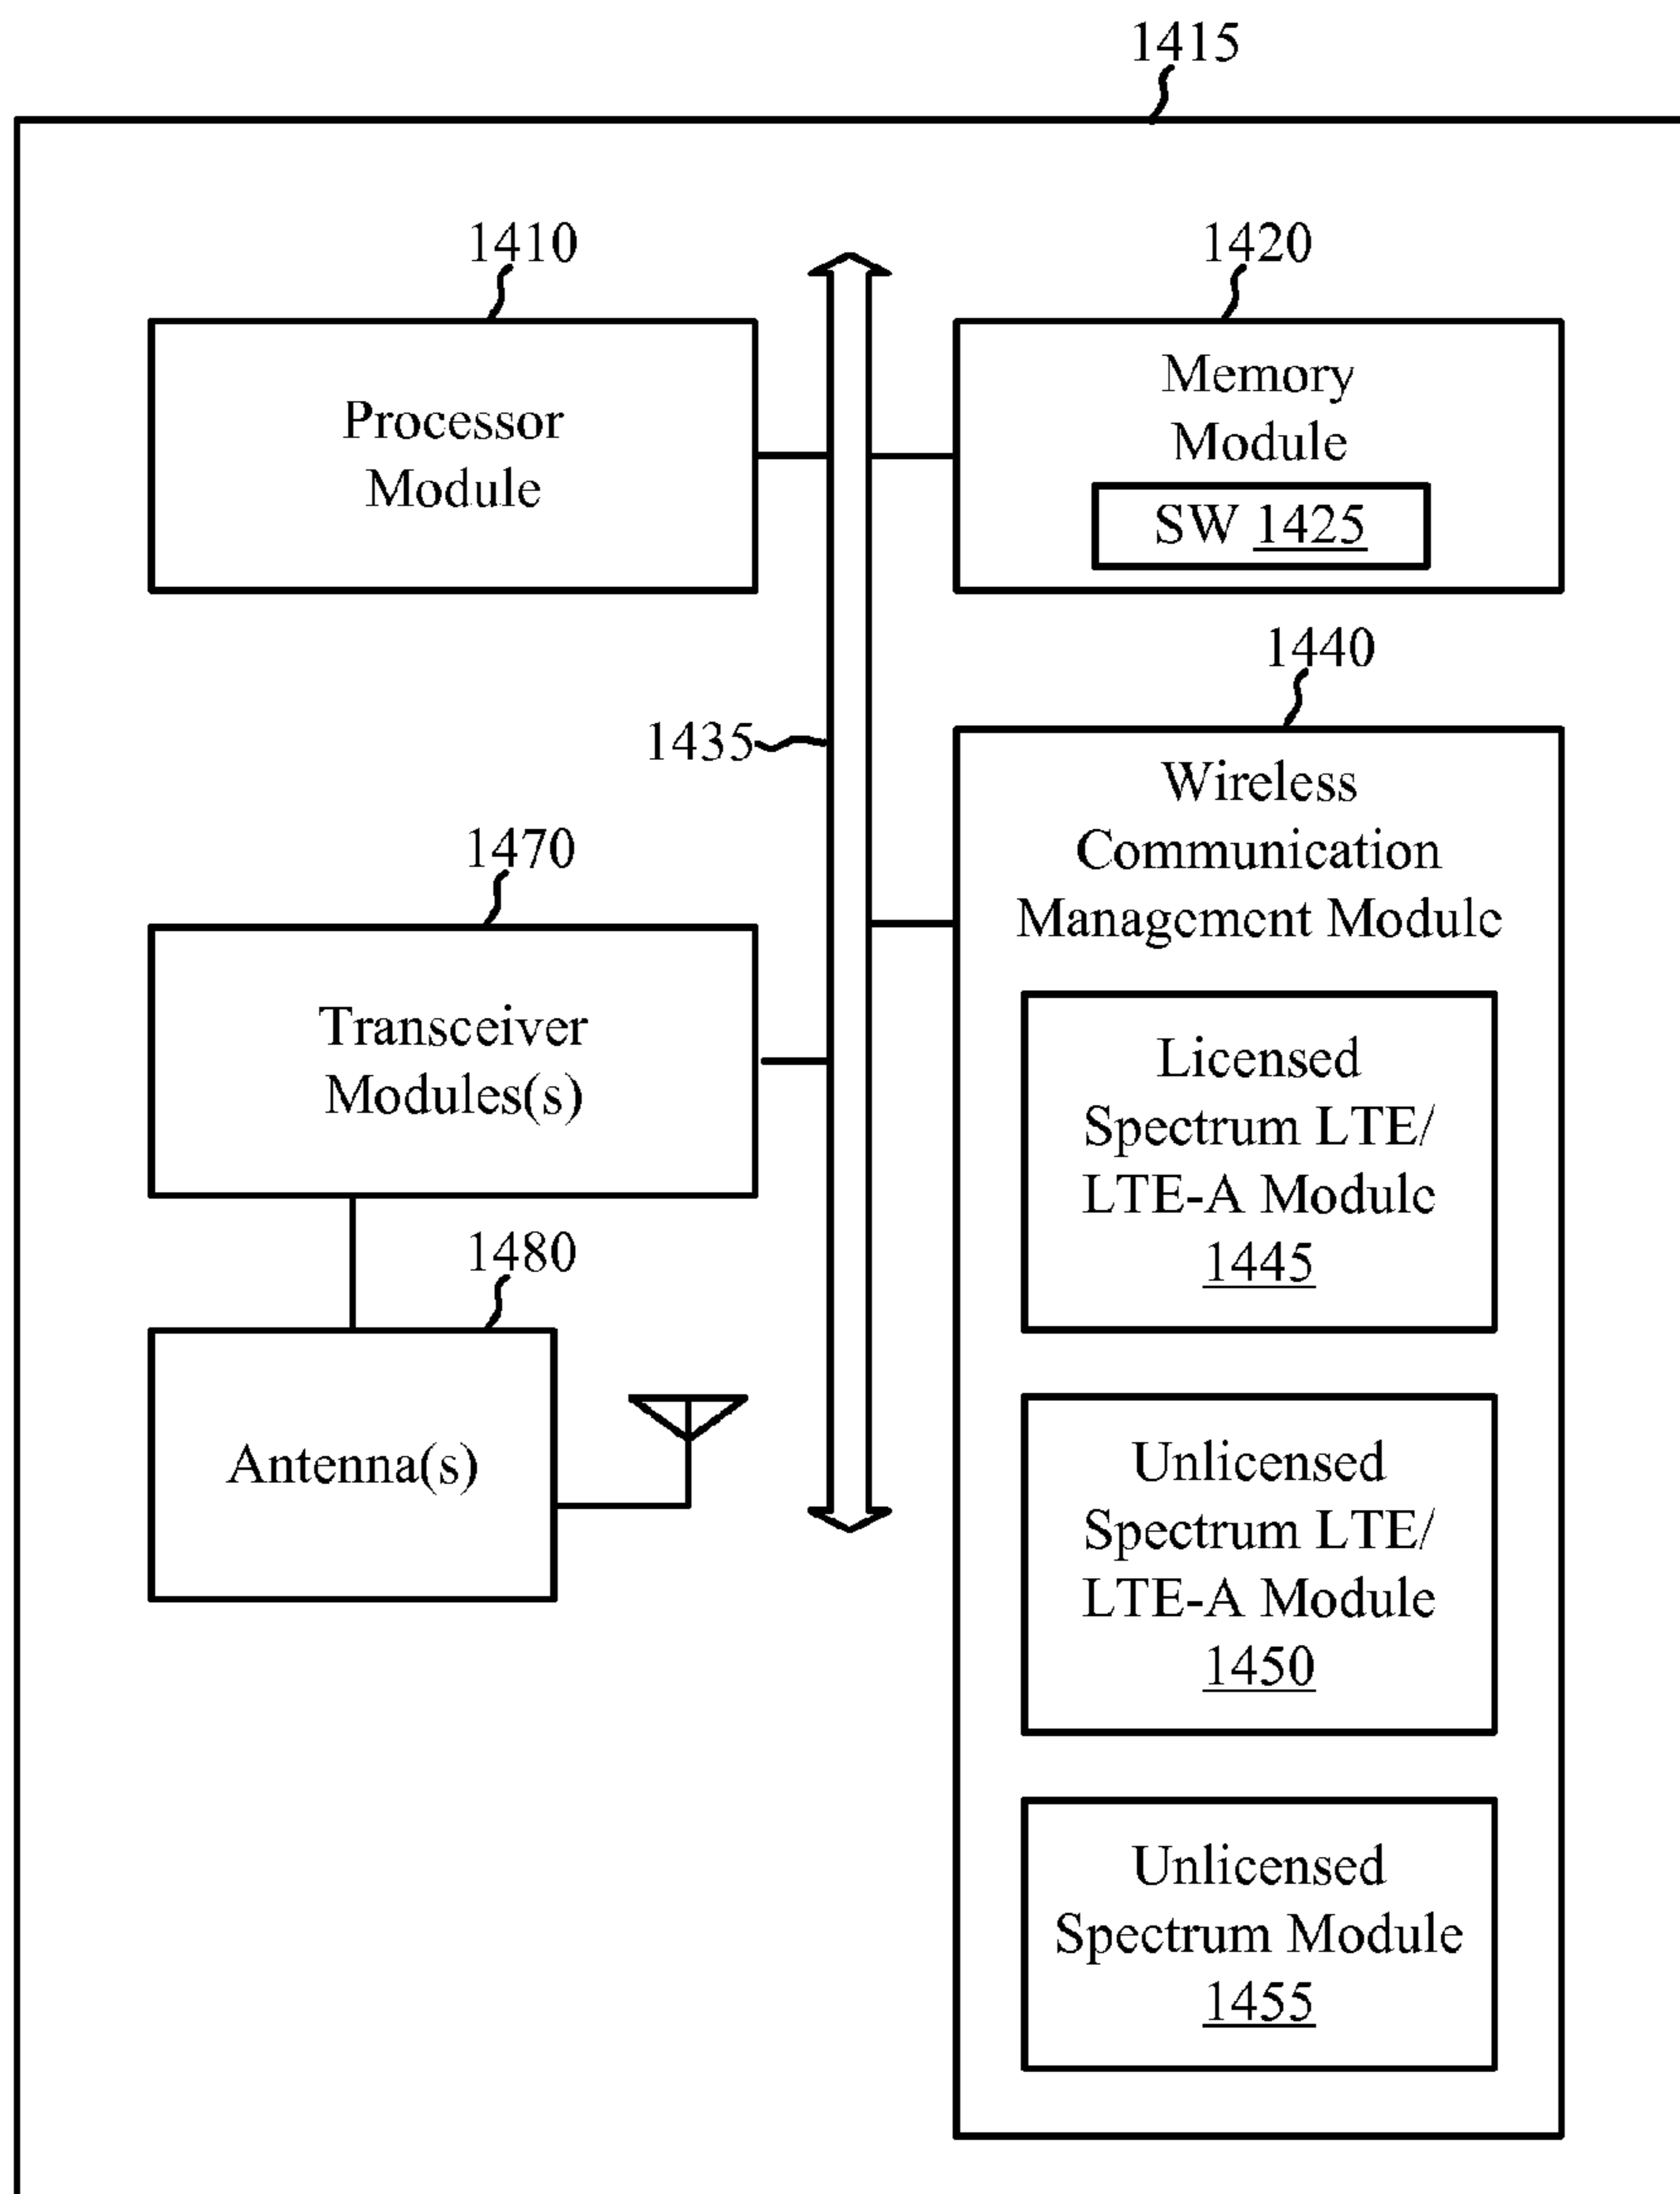 1415
1410
Processor
Module
1420
Memory
Module
SW 1425
1435
1440
Wireless
Communication
Management Module
Licensed
Spectrum LTE/
LTE-A Module
1445
Unlicensed
Spectrum LTE/
LTE-A Module
1450
Unlicensed
Spectrum Module
1455
1470
Transceiver
Modules(s)
1480
Antenna(s)